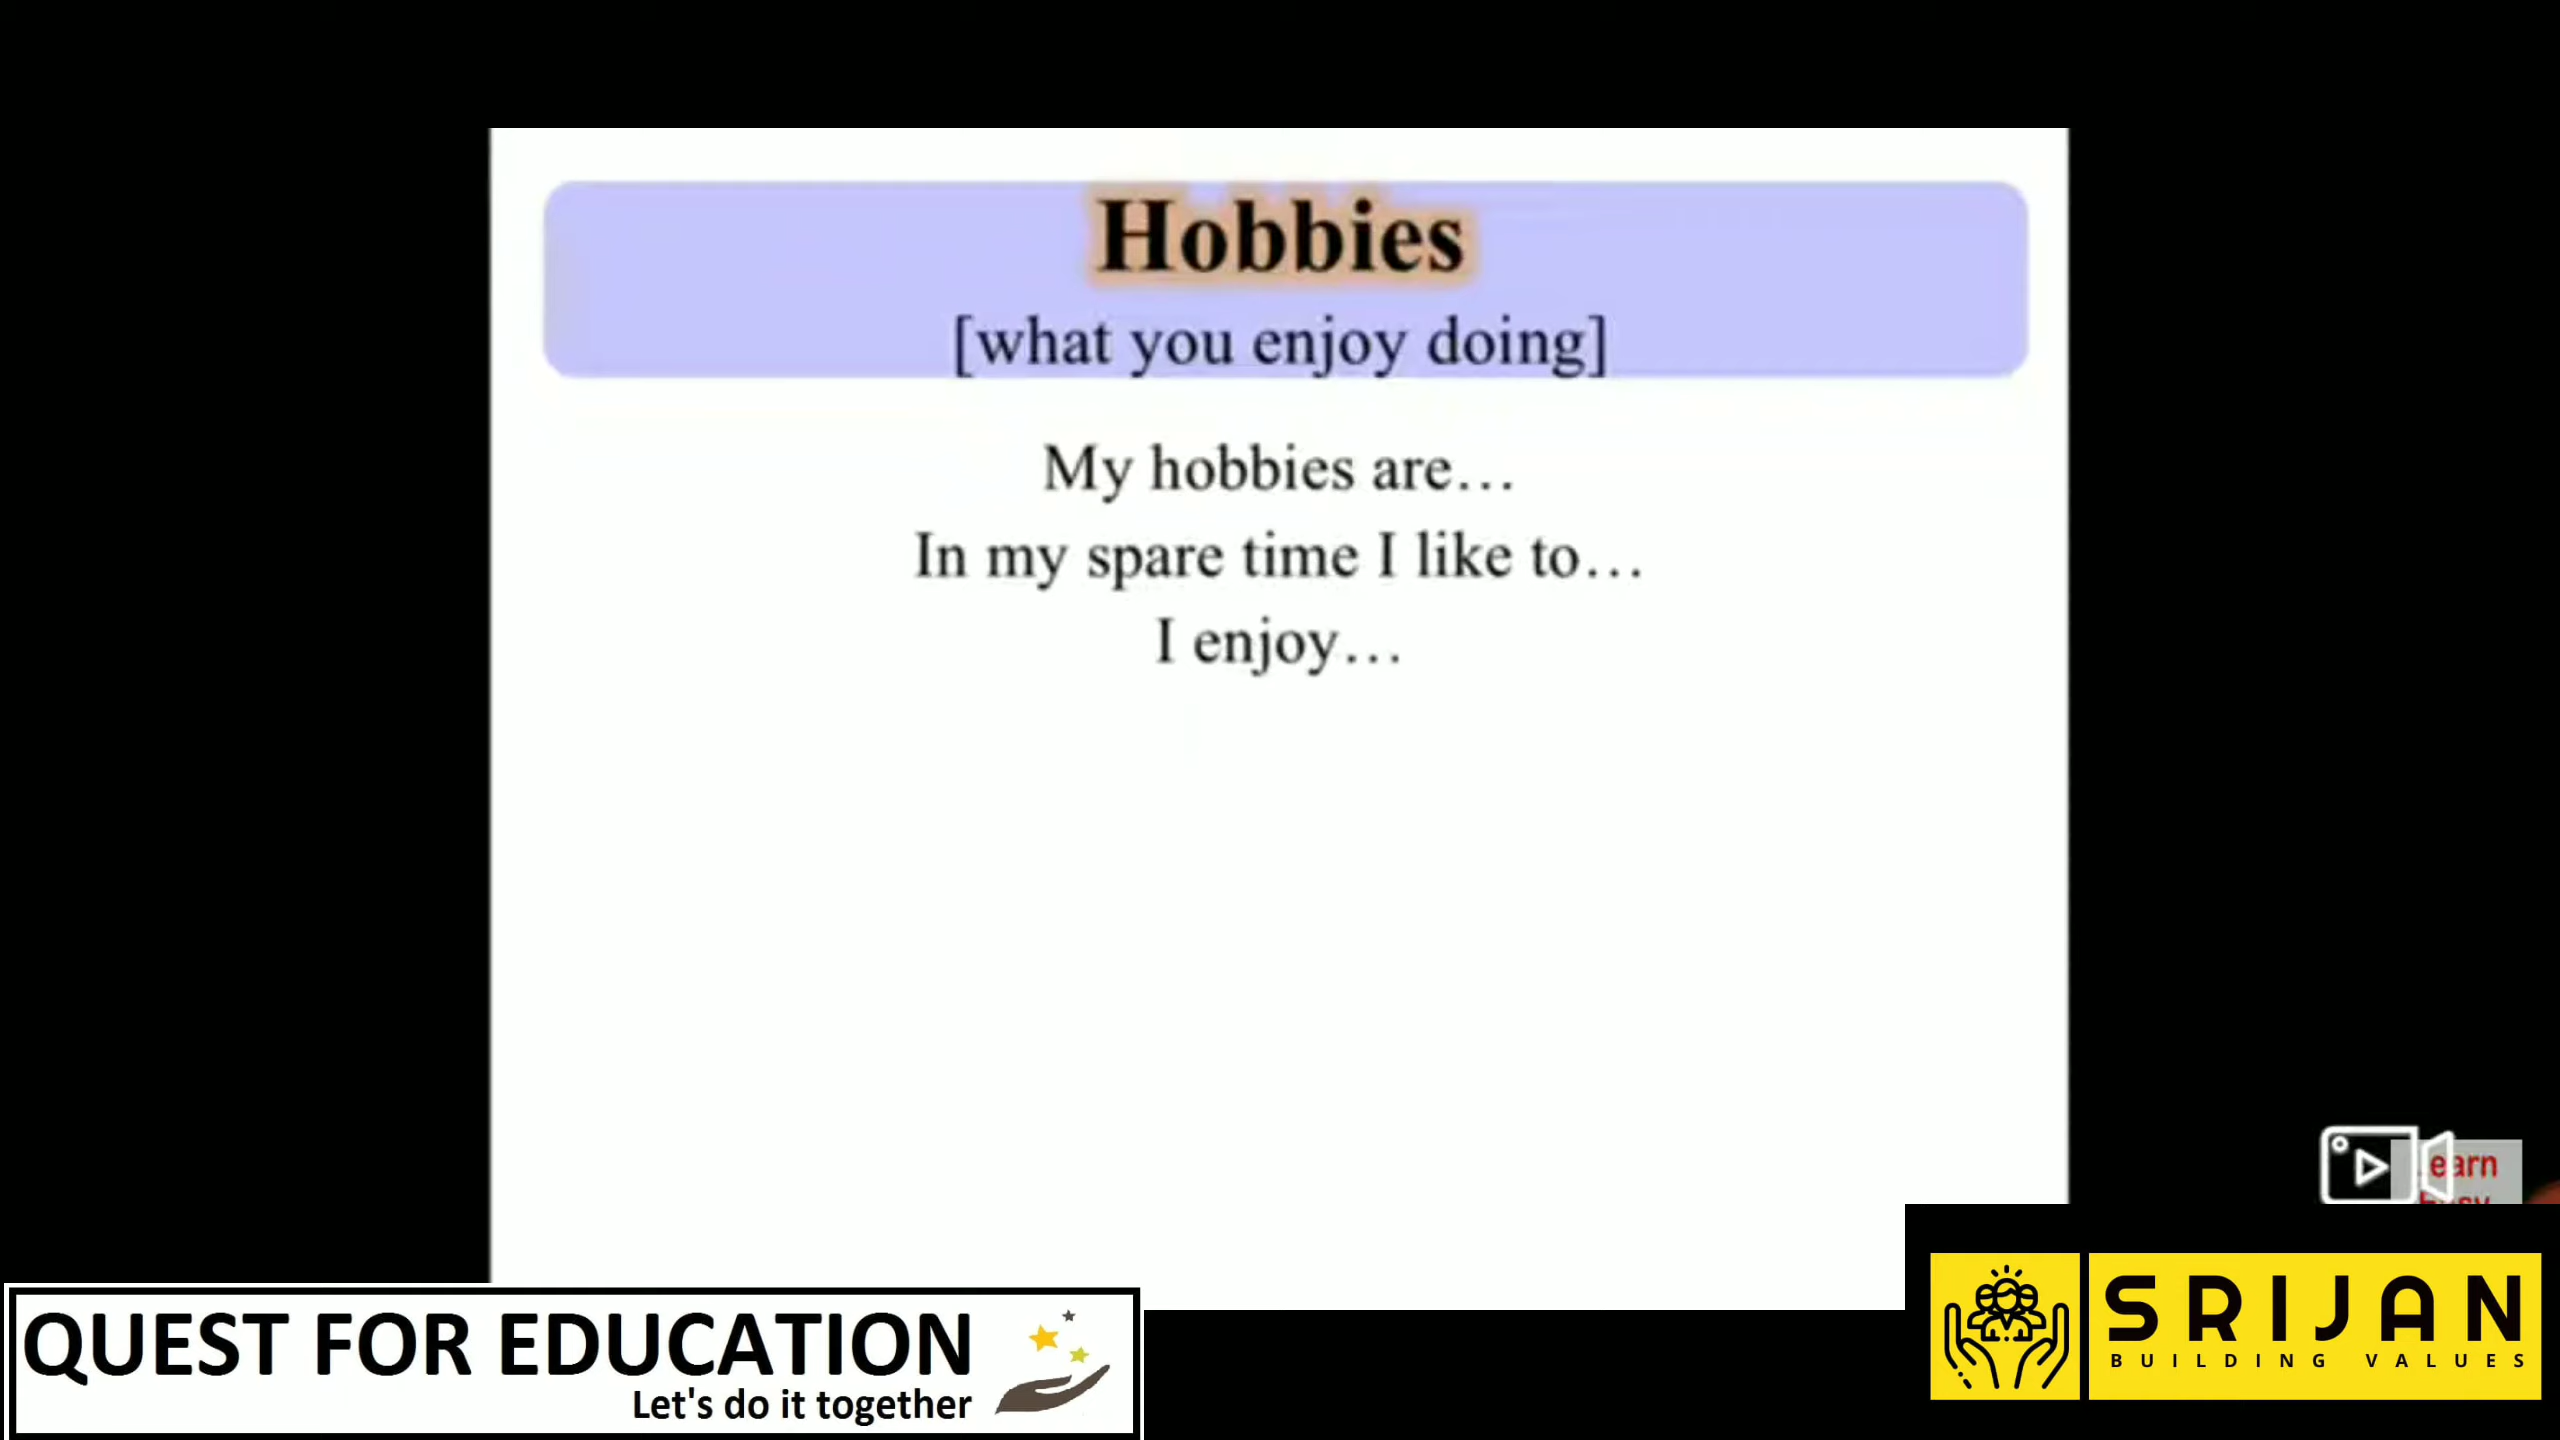 Hobbies
[what you enjoy doing]
My hobbies are…
In my spare time I like to…
I enjoy…
earn
QUEST FOR EDUCATION
Let's do it together
SRIJAN
BUILDING VALUES